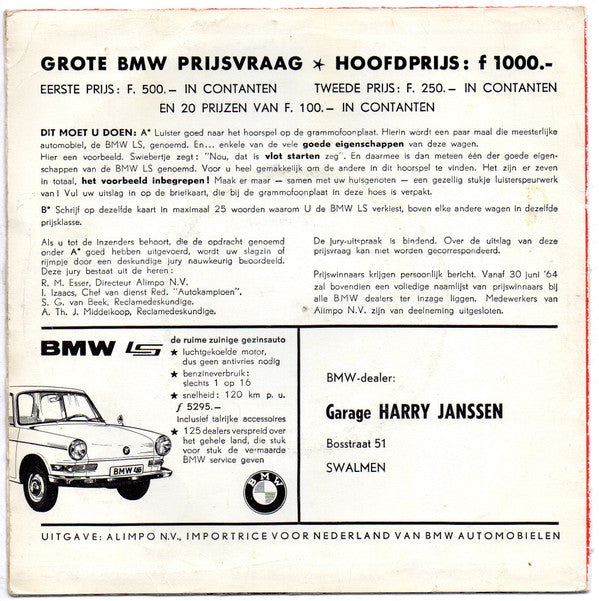 GROTE BMW PRIJSVRAAG ★ HOOFDPRIJS: f 1000.-
EERSTE PRIJS: F. 500.— IN CONTANTEN TWEEDE PRIJS: F. 250.— IN CONTANTEN
EN 20 PRIJZEN VAN F. 100.— IN CONTANTEN
DIT MOET U DOEN: A* Luister goed naar het hoorspel op de grammofoonplaat. Hierin wordt een paar maal die meesterlijke
automobiel, de BMW LS, genoemd. En... enkele van de vele goede eigenschappen van deze wagen.
Hier een voorbeeld. Swiebertje zegt: "Nou, dat is vlot starten zeg". En daarmee is dan meteen één der goede eigen-
schappen van de BMW LS genoemd. Voor u heel gemakkelijk om de andere in dit hoorspel te vinden. Het zijn er zeven
in totaal, het voorbeeld inbegrepen! Maak er maar - samen met uw huisgenoten - een gezellig stukje luisterspeurwerk
van! Vul uw uitslag in op de briefkaart, die bij de grammofoonplaat in deze hoes is verpakt.
B* Schrijf op dezelfde kaart in maximaal 25 woorden waarom U de BMW LS verkiest, boven elke andere wagen in dezelfde
prijsklasse.
Als u tot de inzenders behoort, die de opdracht genoemd
onder A* goed hebben uitgevoerd, wordt uw slagzin of
rijmpje door een deskundige jury nauwkeurig beoordeeld.
Deze jury bestaat uit de heren:
R. M. Esser, Directeur Alimpo N.V.
I. Izaacs, Chef van dienst Red. "Autokampioen".
S. G. van Beek, Reclamedeskundige.
A. Th. J. Middelkoop, Reclamedeskundige.
De jury-uitspraak is bindend. Over de uitslag van deze
prijsvraag kan niet worden gecorrespondeerd.
Prijswinnaars krijgen persoonlijk bericht. Vanaf 30 juni '64
zal bovendien een volledige naamlijst van prijswinnaars bij
alle BMW dealers ter inzage liggen. Medewerkers van
Alimpo N.V. zijn van deelneming uitgesloten.
BMW LS
de ruime zuinige gezinsauto
★ luchtgekoelde motor,
dus geen antivries nodig
★ benzineverbruik:
slechts 1 op 16
★ snelheid: 120 km p. u.
f 5295.—
Inclusief talrijke accessoires
★ 125 dealers verspreid over
het gehele land, die stuk
voor stuk de vermaarde
BMW service geven
BMW
BMW-dealer:
Garage HARRY JANSSEN
Bosstraat 51
SWALMEN
UITGAVE: ALIMPO N.V., IMPORTRICE VOOR NEDERLAND VAN BMW AUTOMOBIELEN